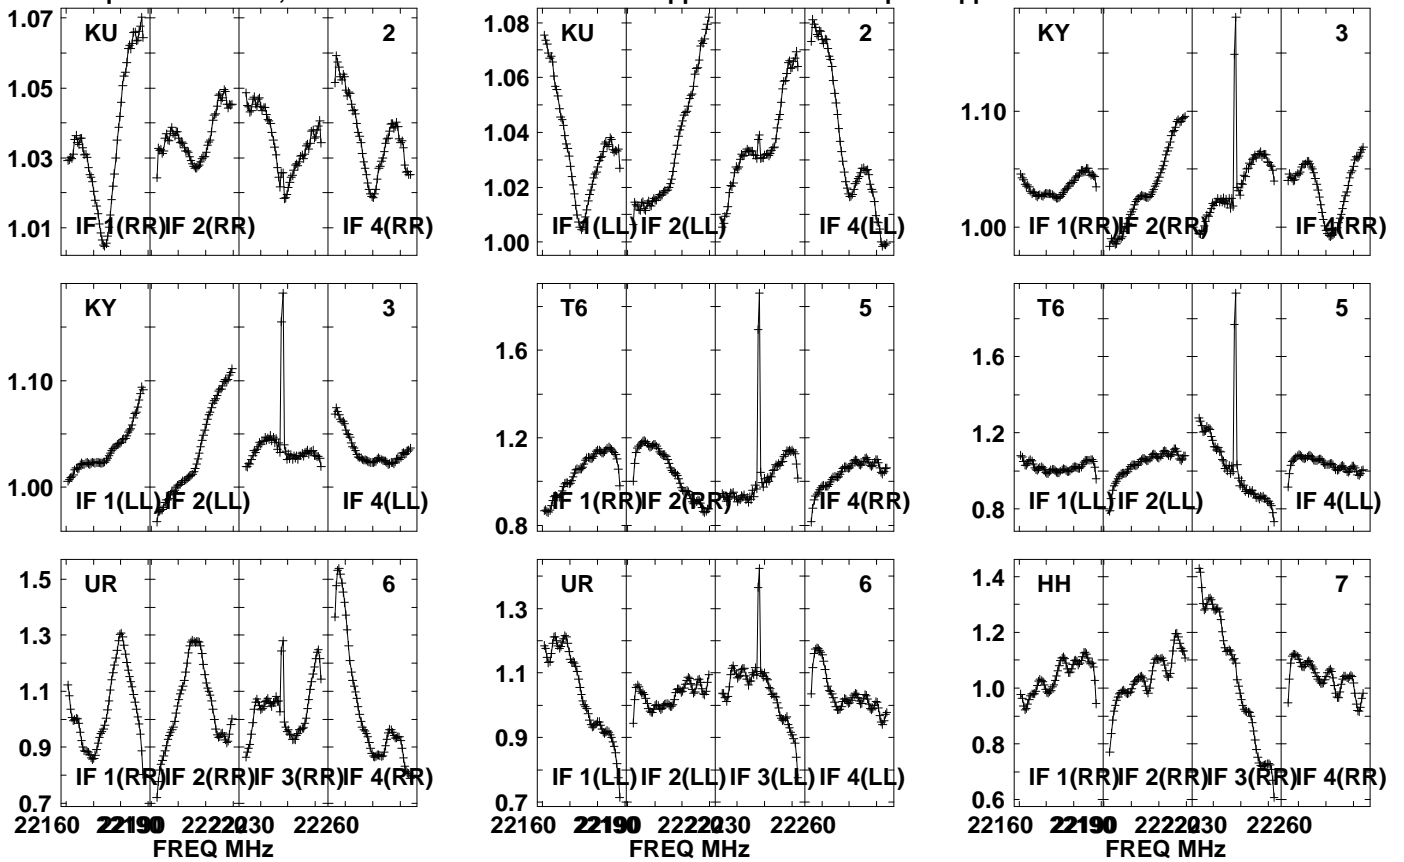 1.07 KU 2
1.05
1.03
1.01 IF 1(RR) IF 2(RR) IF 4(RR)
1.08 KU 2
1.06
1.04
1.02
1.00 IF 1(LL) IF 2(LL) IF 4(LL)
KY 3
1.10
1.00 IF 1(RR) IF 2(RR) IF 4(RR)
KY 3
1.10
1.00 IF 1(LL) IF 2(LL) IF 4(LL)
T6 5
1.6
1.2
0.8 IF 1(RR) IF 2(RR) IF 4(RR)
T6 5
1.6
1.2
0.8 IF 1(LL) IF 2(LL) IF 4(LL)
1.5 UR 6
1.3
1.1
0.9
IF 1(RR) IF 2(RR) IF 3(RR) IF 4(RR)
0.7
22160 22190 22230 22260
FREQ MHz
UR 6
1.3
1.1
0.9
IF 1(LL) IF 2(LL) IF 3(LL) IF 4(LL)
0.7
22160 22190 22230 22260
FREQ MHz
1.4 HH 7
1.2
1.0
0.8
IF 1(RR) IF 2(RR) IF 3(RR) IF 4(RR)
0.6
22160 22190 22230 22260
FREQ MHz